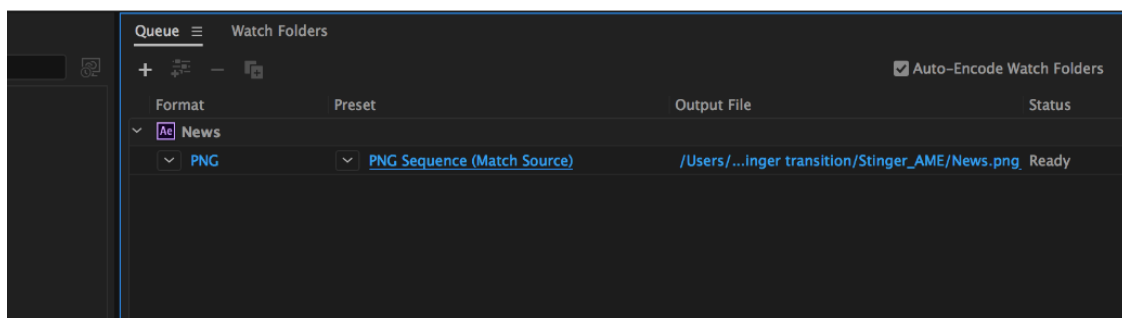 Queue Watch Folders
Auto-Encode Watch Folders
Format Preset Output File Status
Ae News
PNG PNG Sequence (Match Source) /Users/...inger transition/Stinger_AME/News.png Ready